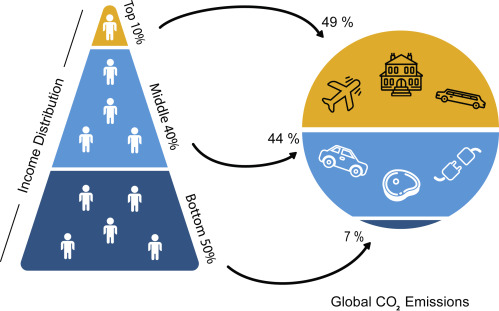 Income Distribution
Top 10%
Middle 40%
Bottom 50%
49 %
44 %
7 %
Global CO₂ Emissions